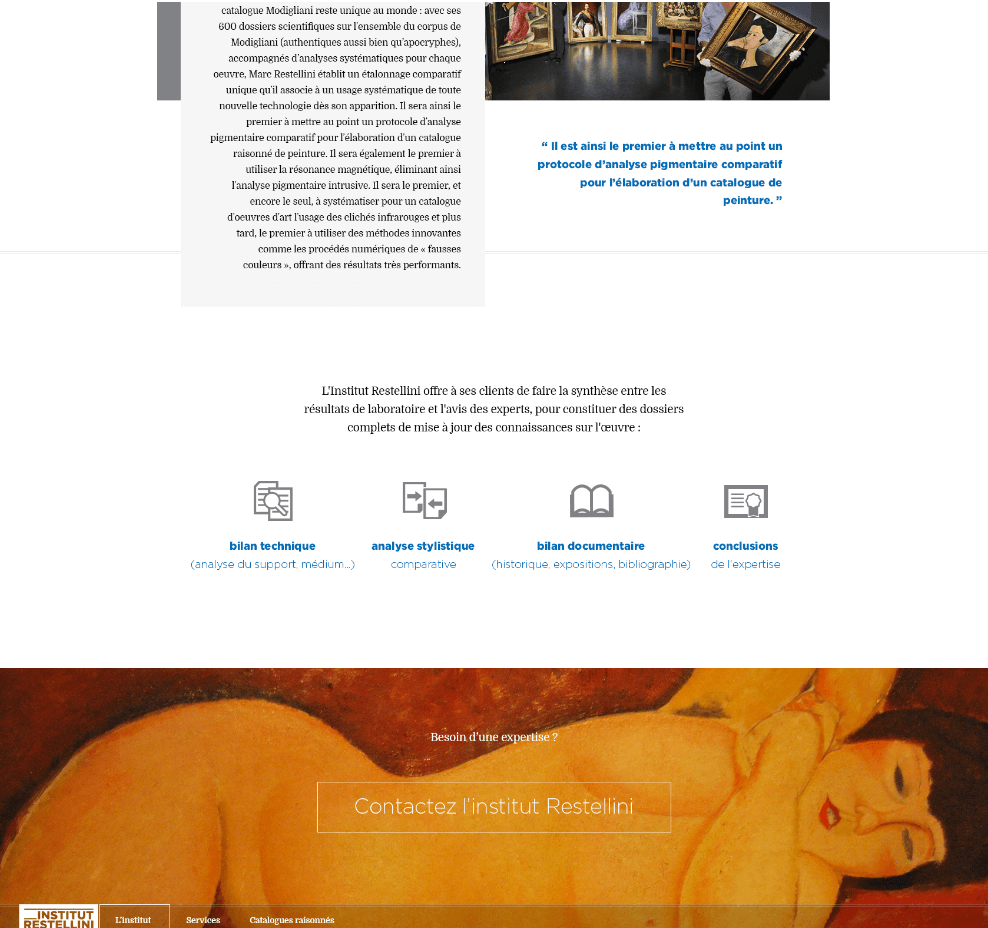 catalogue Modigliani reste unique au monde : avec ses
600 dossiers scientifiques sur l'ensemble du corpus de
Modigliani (authentiques aussi bien qu'apocryphes),
accompagnés d'analyses systématiques pour chaque
oeuvre, Marc Restellini établit un étalonnage comparatif
unique qu'il associe à un usage systématique de toute
nouvelle technologie dès son apparition. Il sera ainsi le
premier à mettre au point un protocole d'analyse
pigmentaire comparatif pour l'élaboration d'un catalogue
raisonné de peinture. Il sera également le premier à
utiliser la résonance magnétique, éliminant ainsi
l'analyse pigmentaire intrusive. Il sera le premier, et
encore le seul, à systématiser pour un catalogue
d'oeuvres d'art l'usage des clichés infrarouges et plus
tard, le premier à utiliser des méthodes innovantes
comme les procédés numériques de « fausses
couleurs », offrant des résultats très performants.
“ Il est ainsi le premier à mettre au point un
protocole d’analyse pigmentaire comparatif
pour l’élaboration d’un catalogue de
peinture. ”
L'Institut Restellini offre à ses clients de faire la synthèse entre les
résultats de laboratoire et l'avis des experts, pour constituer des dossiers
complets de mise à jour des connaissances sur l'œuvre :
bilan technique
(analyse du support, médium...)
analyse stylistique
comparative
bilan documentaire
(historique, expositions, bibliographie)
conclusions
de l'expertise
Besoin d'une expertise ?
Contactez l'institut Restellini
INSTITUT
RESTELLINI
L'institut
Services
Catalogues raisonnés